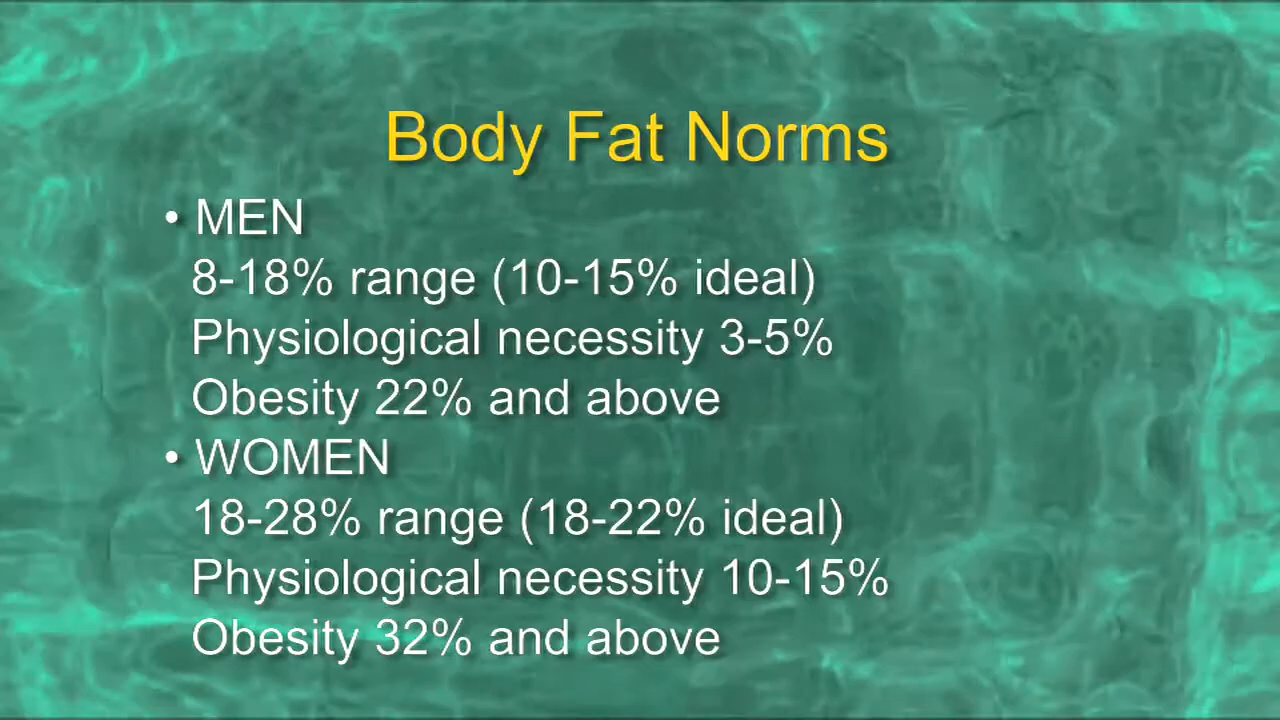 Body Fat Norms
• MEN
8-18% range (10-15% ideal)
Physiological necessity 3-5%
Obesity 22% and above
• WOMEN
18-28% range (18-22% ideal)
Physiological necessity 10-15%
Obesity 32% and above